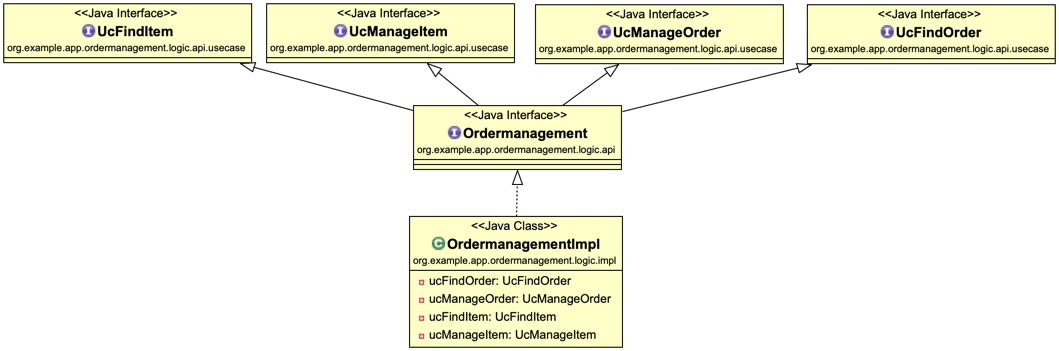 <<Java Interface>>
UcFindItem
org.example.app.ordermanagement.logic.api.usecase
<<Java Interface>>
UcManageItem
org.example.app.ordermanagement.logic.api.usecase
<<Java Interface>>
UcManageOrder
org.example.app.ordermanagement.logic.api.usecase
<<Java Interface>>
UcFindOrder
org.example.app.ordermanagement.logic.api.usecase
<<Java Interface>>
Ordermanagement
org.example.app.ordermanagement.logic.api
<<Java Class>>
OrdermanagementImpl
org.example.app.ordermanagement.logic.impl
ucFindOrder: UcFindOrder
ucManageOrder: UcManageOrder
ucFindItem: UcFindItem
ucManageItem: UcManageItem